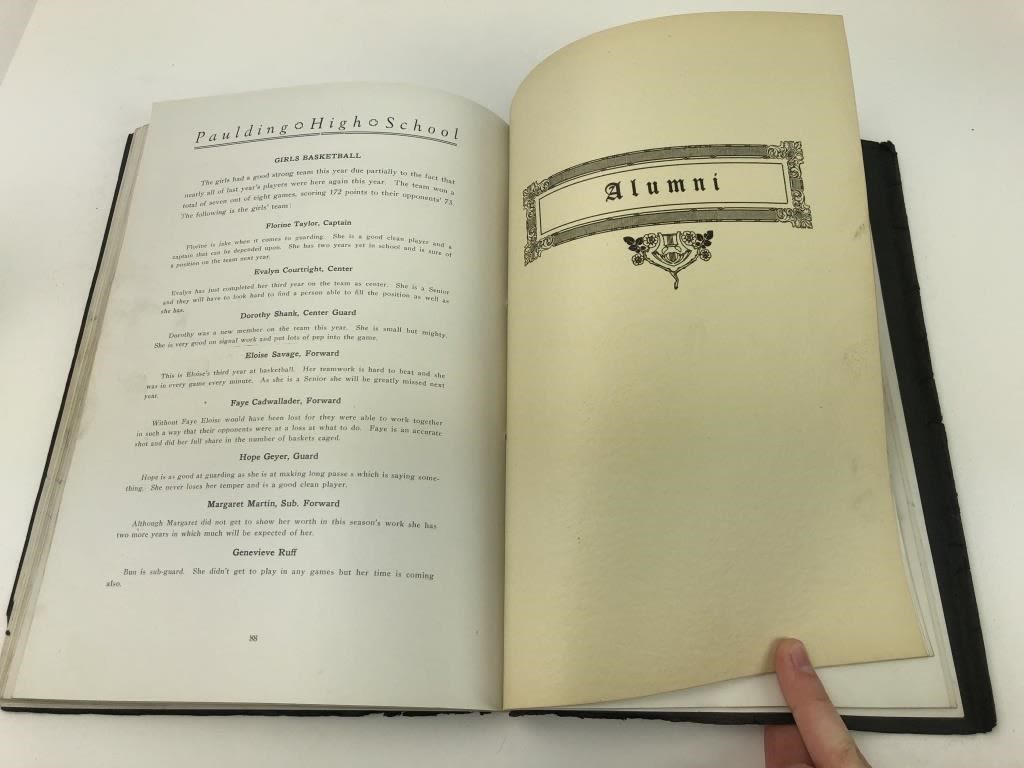 Paulding High School
GIRLS BASKETBALL
The girls had a good strong team this year due partially to the fact that
nearly all of last year's players were here again this year. The team won a
total of seven out of eight games, scoring 172 points to their opponents' 73.
The following is the girls' team:
Florine Taylor, Captain
Florine is jake when it comes to guarding. She is a good clean player and a
captain that can be depended upon. She has two years yet in school and is sure of
a position on the team next year.
Evalyn Courtright, Center
Evalyn has just completed her third year on the team as center. She is a Senior
and they will have to look hard to find a person able to fill the position as well as
she has.
Dorothy Shank, Center Guard
Dorothy was a new member on the team this year. She is small but mighty.
She is very good on signal work and put lots of pep into the game.
Eloise Savage, Forward
This is Eloise's third year at basketball. Her teamwork is hard to beat and she
was in every game every minute. As she is a Senior she will be greatly missed next
year.
Faye Cadwallader, Forward
Without Faye Eloise would have been lost for they were able to work together
in such a way that their opponents were at a loss at what to do. Faye is an accurate
shot and did her full share in the number of baskets caged.
Hope Geyer, Guard
Hope is as good at guarding as she is at making long passe s which is saying some-
thing. She never loses her temper and is a good clean player.
Margaret Martin, Sub. Forward
Although Margaret did not get to show her worth in this season's work she has
two more years in which much will be expected of her.
Genevieve Ruff
Bun is sub-guard. She didn't get to play in any games but her time is coming
also.
88
Alumni